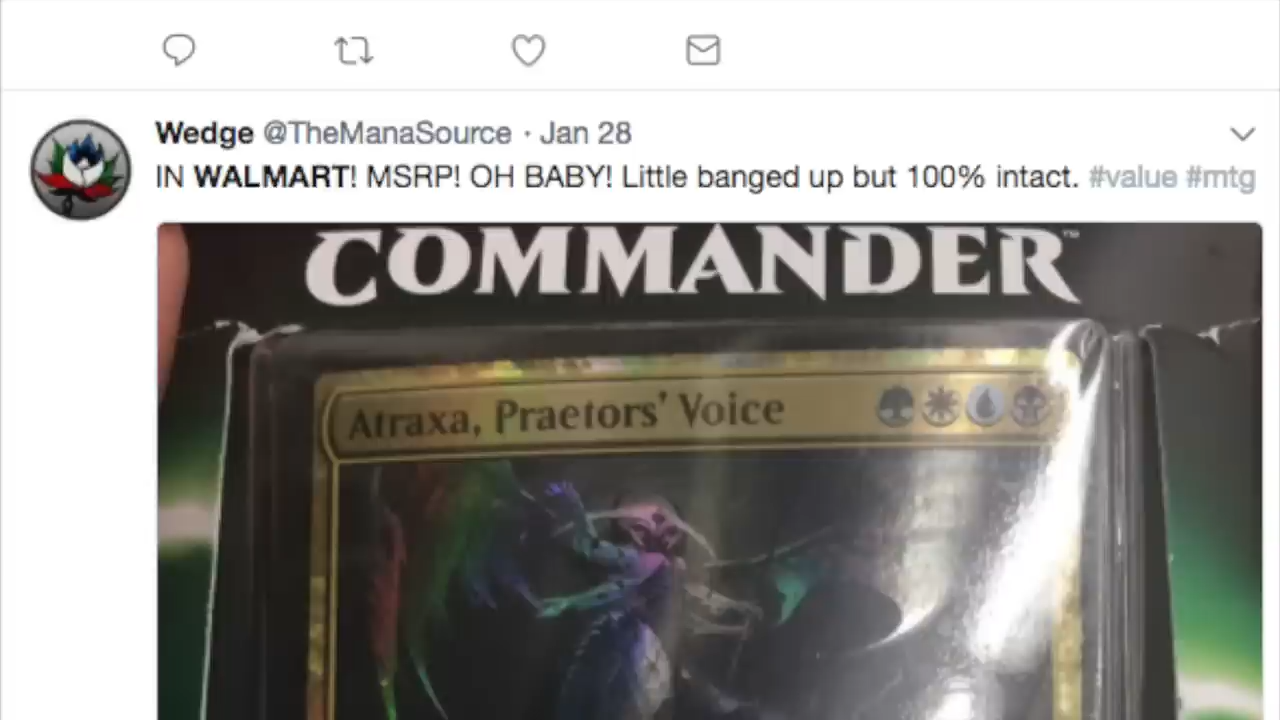 Wedge @TheManaSource · Jan 28
IN WALMART! MSRP! OH BABY! Little banged up but 100% intact. #value #mtg
COMMANDER™
Atraxa, Praetors' Voice